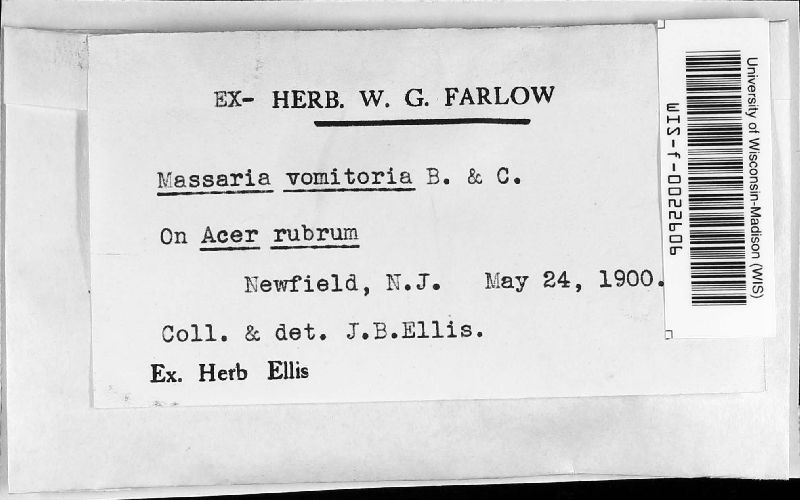 EX- HERB. W. G. FARLOW
Massaria vomitoria B. & C.
On Acer rubrum
Newfield, N.J. May 24, 1900.
Coll. & det. J.B.Ellis.
Ex. Herb Ellis
University of Wisconsin-Madison (WIS)
WIS-f-0022606